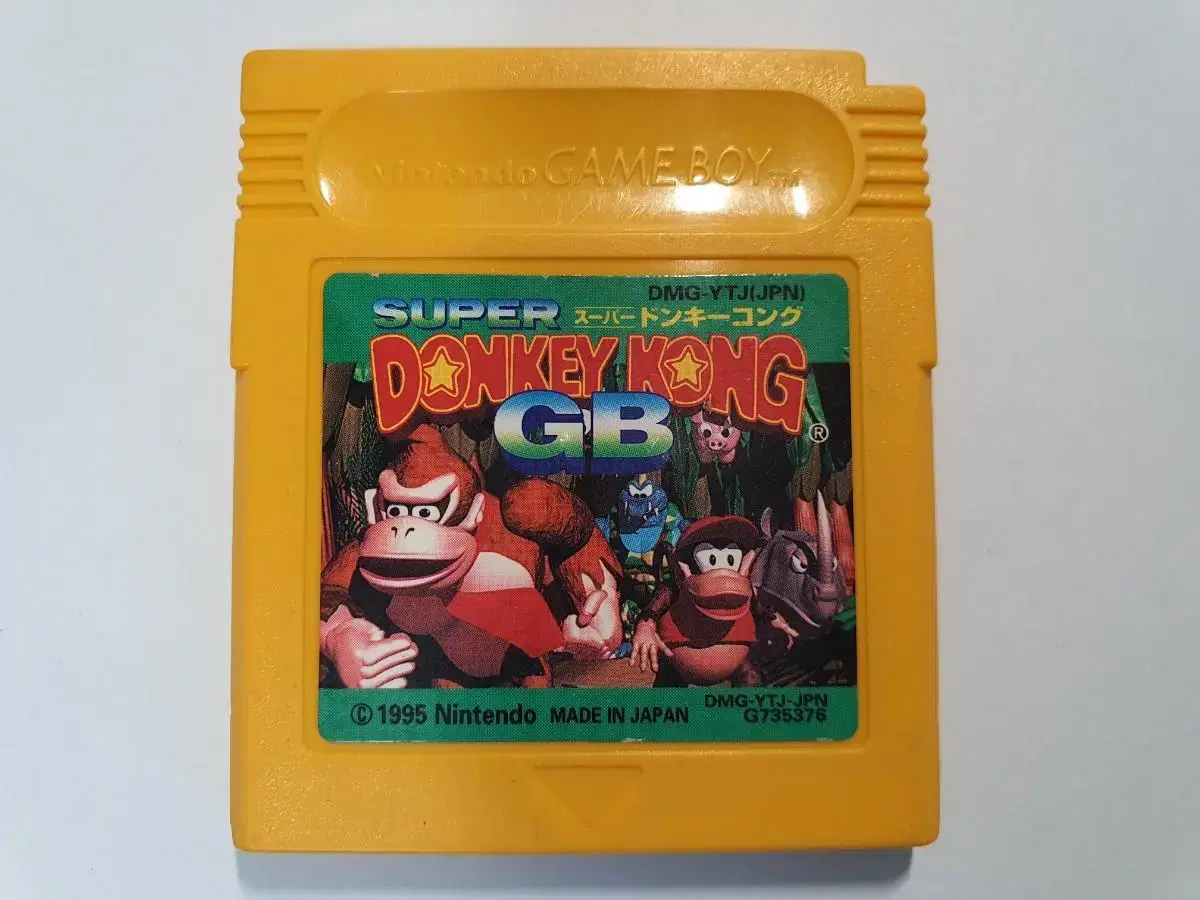 Nintendo GAME BOY TM
DMG-YTJ(JPN)
SUPER スーパードンキーコング
DONKEY KONG
GB ®
© 1995 Nintendo MADE IN JAPAN DMG-YTJ-JPN
G735376